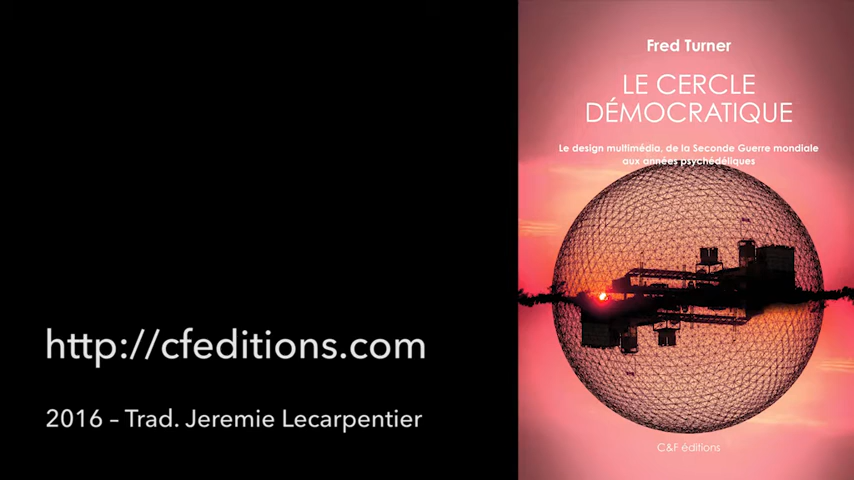 http://cfeditions.com
2016 – Trad. Jeremie Lecarpentier
Fred Turner
LE CERCLE
DÉMOCRATIQUE
Le design multimédia, de la Seconde Guerre mondiale
aux années psychédéliques
C&F éditions